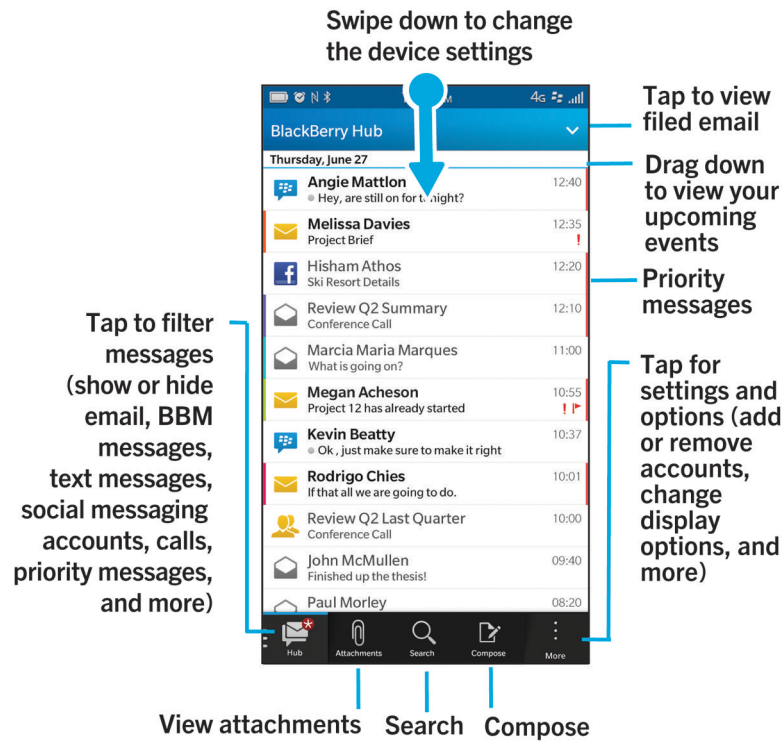 Swipe down to change
the device settings
4G
BlackBerry Hub
Tap to view
filed email
Thursday, June 27
Drag down
to view your
upcoming
events
Angie Mattlon 12:40
Hey, are still on for t night?
Melissa Davies 12:35
Project Brief !
Hisham Athos 12:20
Ski Resort Details
Priority
messages
Review Q2 Summary 12:10
Conference Call
Marcia Maria Marques 11:00
What is going on?
Megan Acheson 10:55
Project 12 has already started !
Kevin Beatty 10:37
Ok , just make sure to make it right
Rodrigo Chies 10:01
If that all we are going to do.
Review Q2 Last Quarter 10:00
Conference Call
John McMullen 09:40
Finished up the thesis!
Paul Morley 08:20
Tap to filter
messages
(show or hide
email, BBM
messages,
text messages,
social messaging
accounts, calls,
priority messages,
and more)
Tap for
settings and
options (add
or remove
accounts,
change
display
options, and
more)
Hub Attachments Search Compose More
View attachments Search Compose